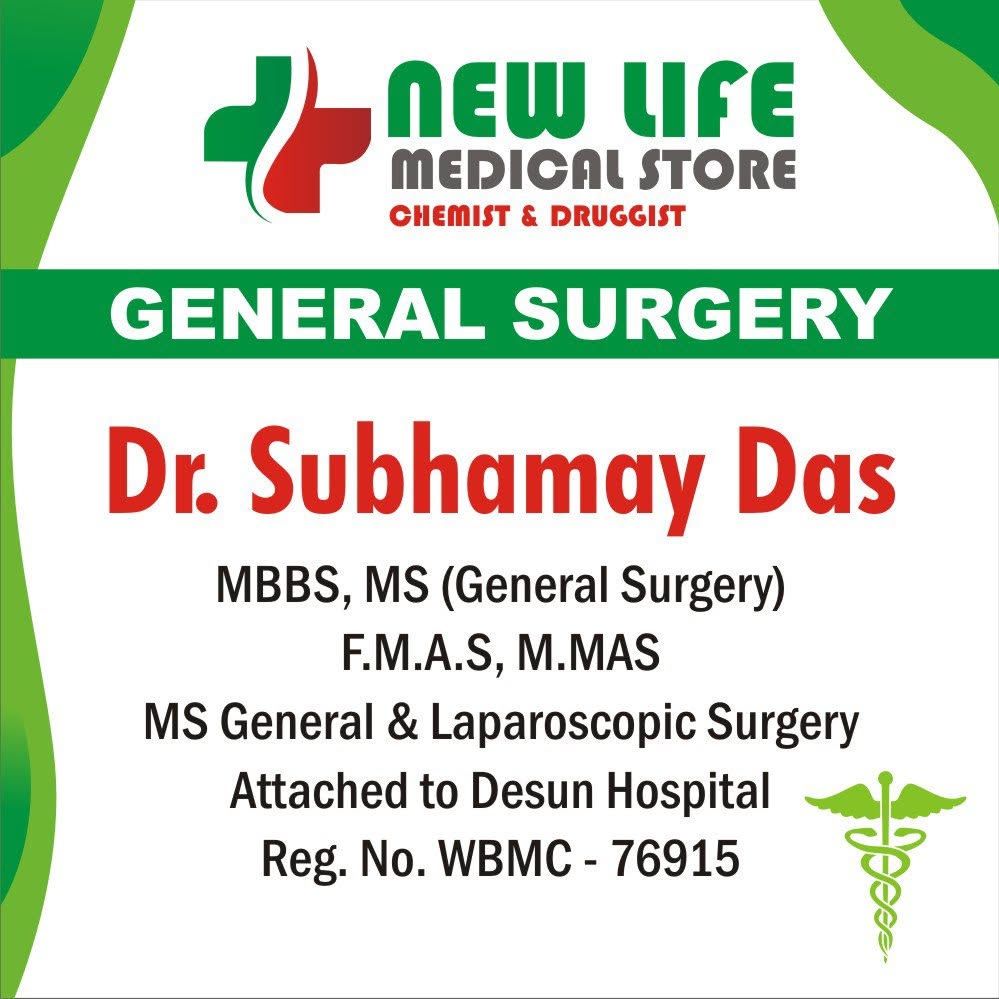 NEW LIFE
MEDICAL STORE
CHEMIST & DRUGGIST
GENERAL SURGERY
Dr. Subhamay Das
MBBS, MS (General Surgery)
F.M.A.S, M.MAS
MS General & Laparoscopic Surgery
Attached to Desun Hospital
Reg. No. WBMC - 76915